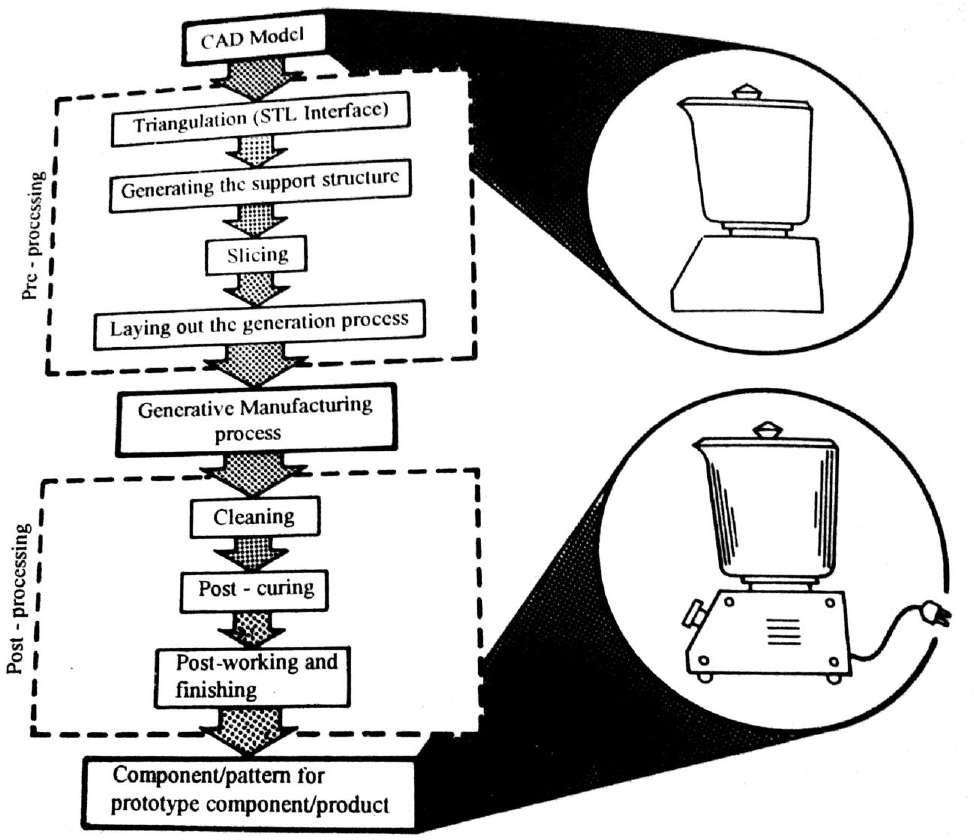 CAD Model
Triangulation (STL Interface)
Generating the support structure
Slicing
Laying out the generation process
Pre - processing
Generative Manufacturing
process
Cleaning
Post - curing
Post-working and
finishing
Post - processing
Component/pattern for
prototype component/product